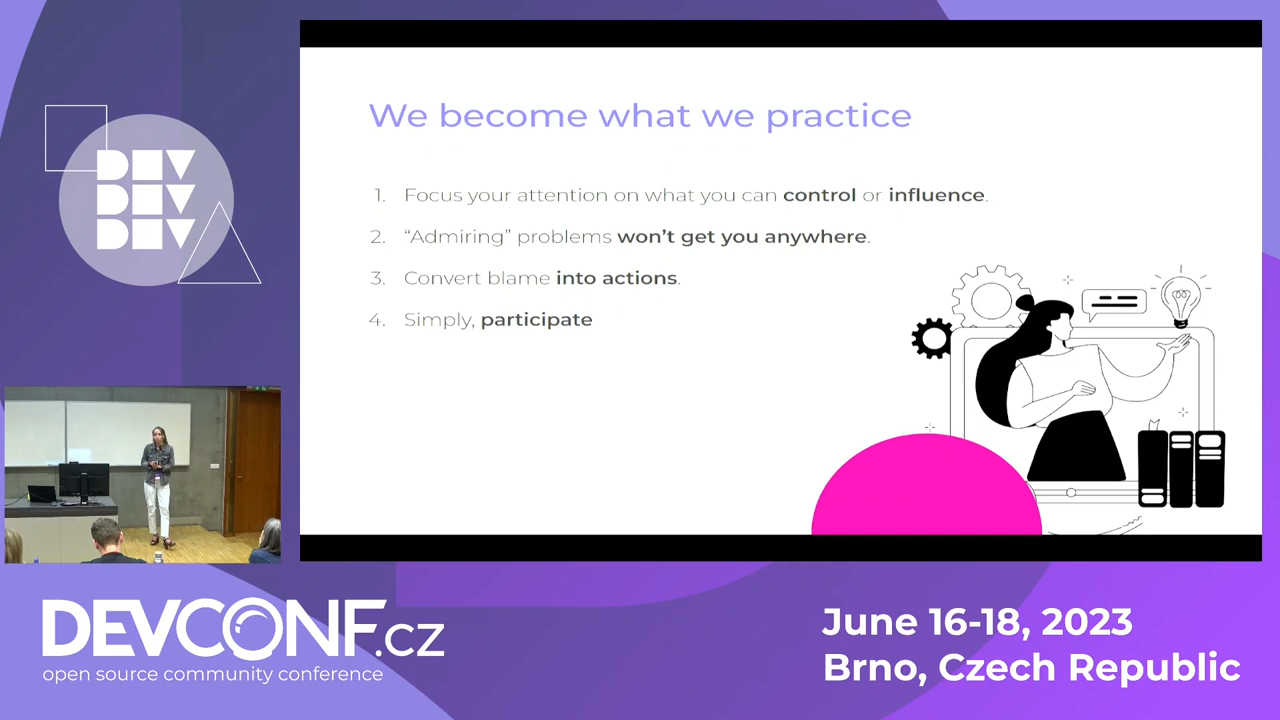 DEV
DEV
DEV
We become what we practice
1. Focus your attention on what you can control or influence.
2. “Admiring” problems won’t get you anywhere.
3. Convert blame into actions.
4. Simply, participate
DEVCONF.cz
open source community conference
June 16-18, 2023
Brno, Czech Republic